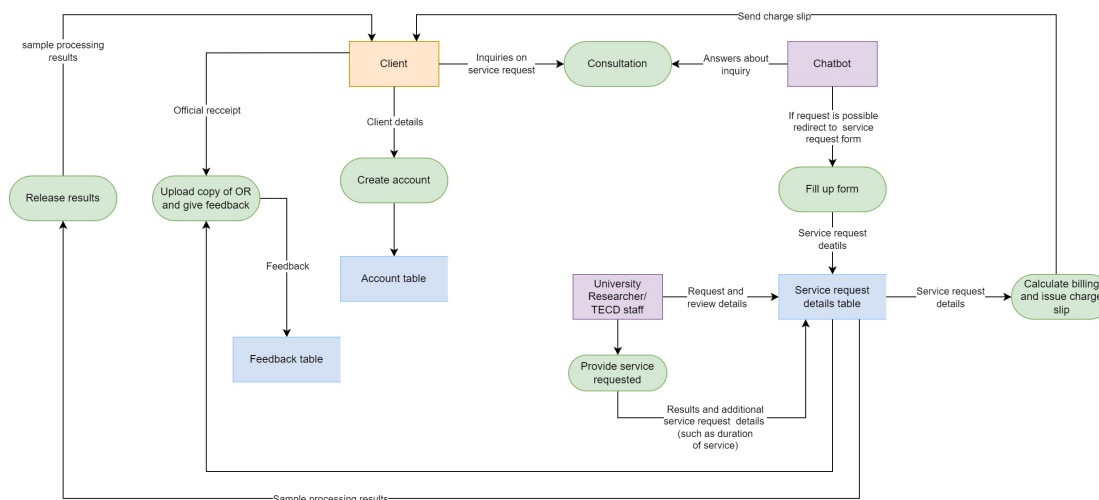 Send charge slip
sample processing
results
Client
Inquiries on
service request
Consultation
Answers about
inquiry
Chatbot
Official recceipt
Client details
If request is possible
redirect to service
request form
Release results
Upload copy of OR
and give feedback
Create account
Fill up form
Service request
deatils
Feedback
Account table
University
Researcher/
TECD staff
Request and
review details
Service request
details table
Service request
details
Calculate billing
and issue charge
slip
Feedback table
Provide service
requested
Results and additional
service request details
(such as duration
of service)
Sample processing results